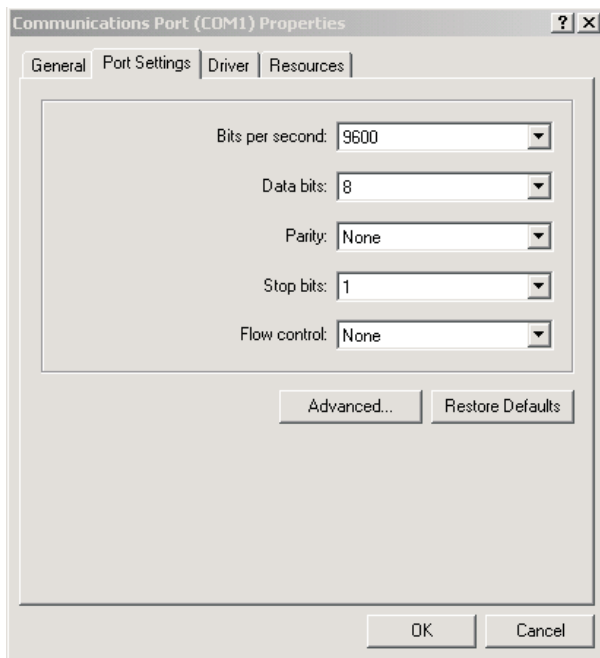 Communications Port (COM1) Properties
General Port Settings Driver Resources
Bits per second: 9600
Data bits: 8
Parity: None
Stop bits: 1
Flow control: None
Advanced... Restore Defaults
OK Cancel